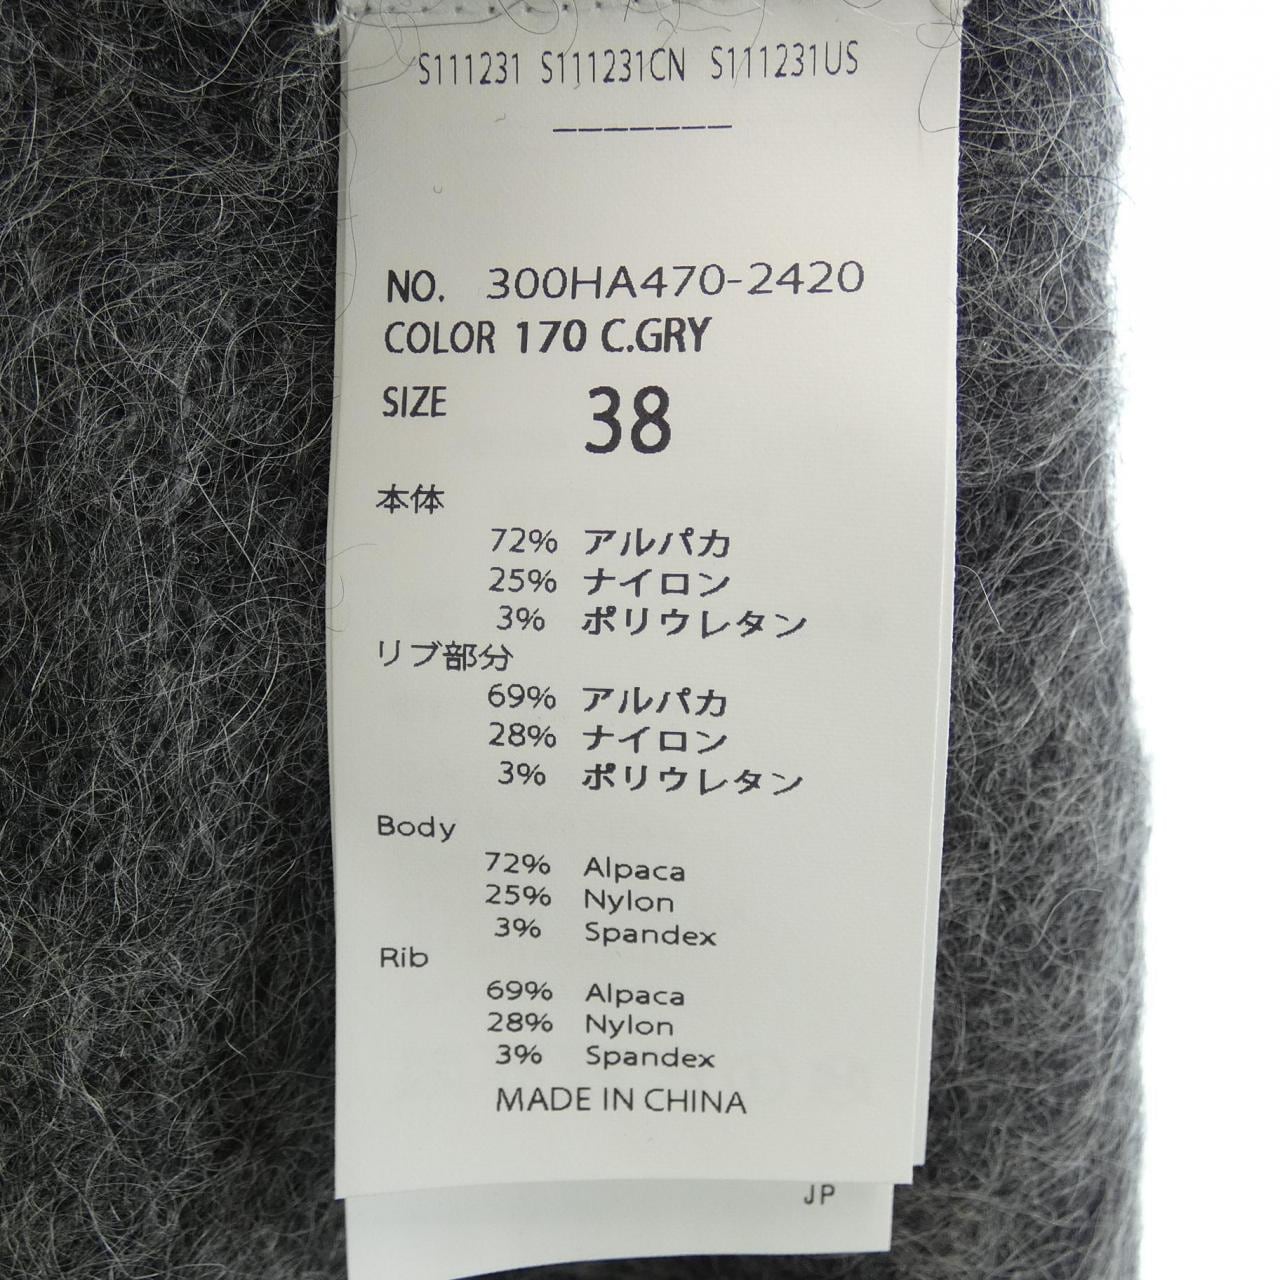 S111231 S111231CN S111231US
-------
NO. 300HA470-2420
COLOR 170 C.GRY
SIZE 38
本体
72% アルパカ
25% ナイロン
3% ポリウレタン
リブ部分
69% アルパカ
28% ナイロン
3% ポリウレタン
Body
72% Alpaca
25% Nylon
3% Spandex
Rib
69% Alpaca
28% Nylon
3% Spandex
MADE IN CHINA
JP